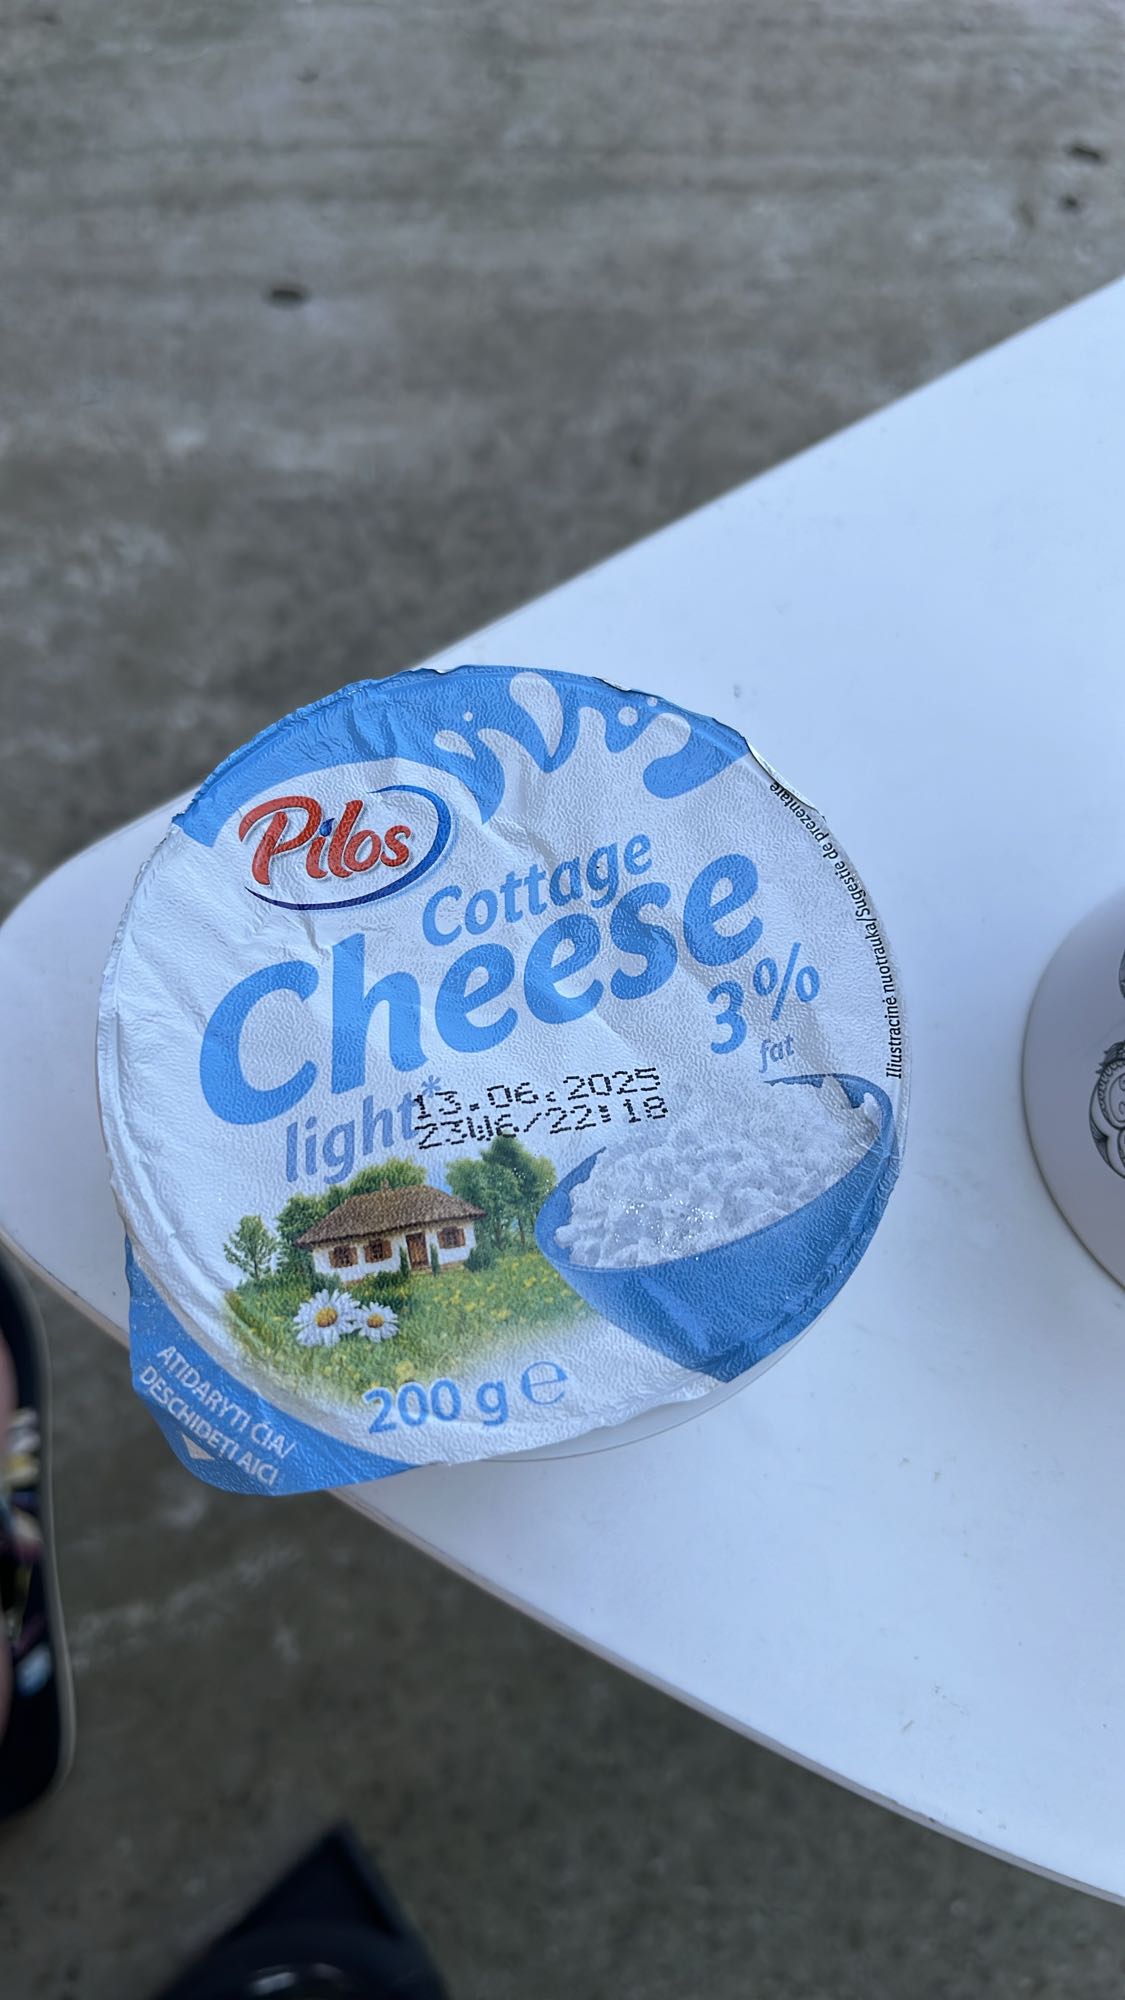 Pilos
Cottage
Cheese
3%
fat
light*
13.06.2025
23W6/22:18
200 g ℮
ATIDARYTI ČIA/
DESCHIDEȚI AICI
Iliustracinė nuotrauka/Sugestie de prezentare